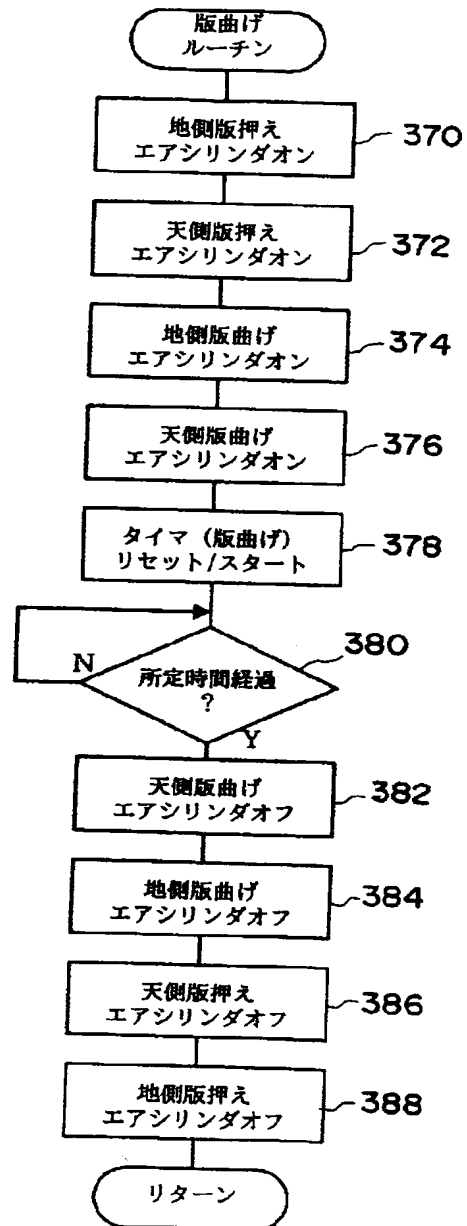 版曲げ
ルーチン
地側版押え
エアシリンダオン
370
天側版押え
エアシリンダオン
372
地側版曲げ
エアシリンダオン
374
天側版曲げ
エアシリンダオン
376
タイマ（版曲げ）
リセット/スタート
378
所定時間経過
?
380
N
Y
天側版曲げ
エアシリンダオフ
382
地側版曲げ
エアシリンダオフ
384
天側版押え
エアシリンダオフ
386
地側版押え
エアシリンダオフ
388
リターン